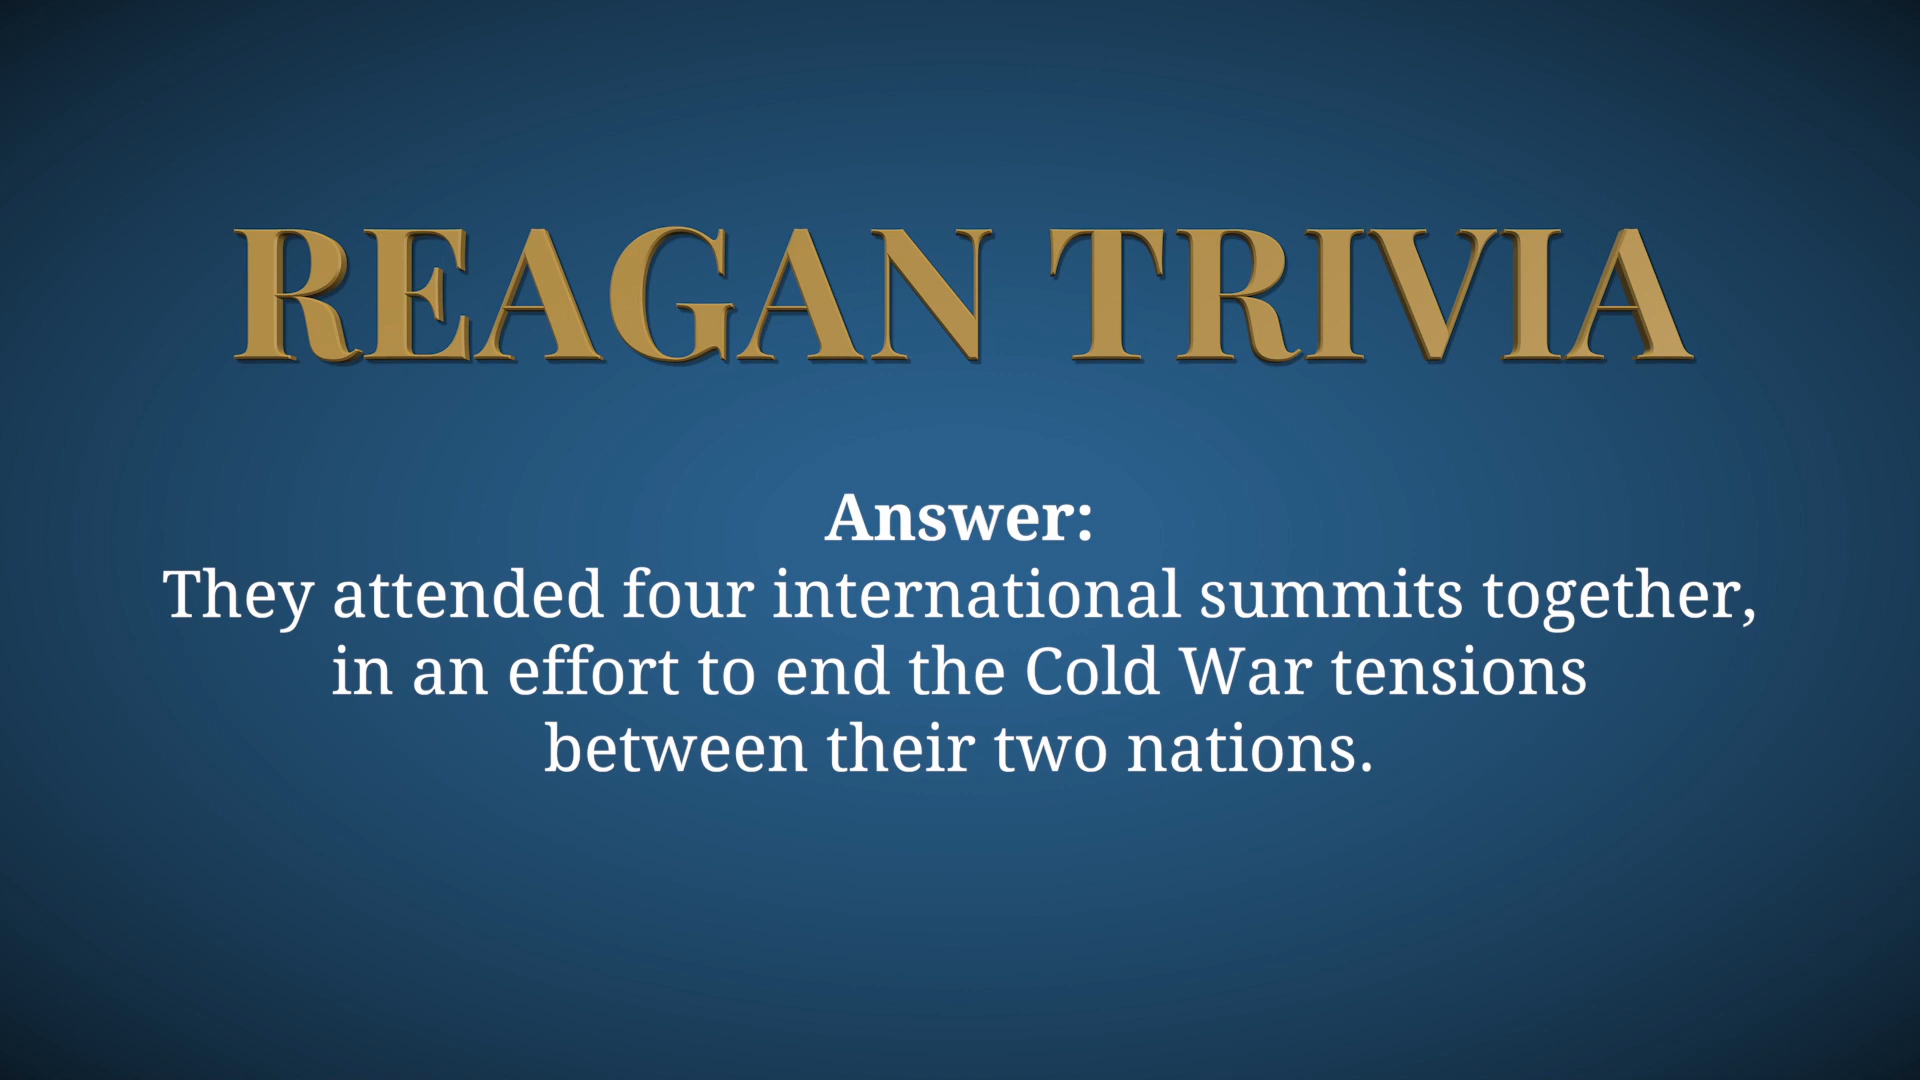 REAGAN TRIVIA
Answer:
They attended four international summits together,
in an effort to end the Cold War tensions
between their two nations.